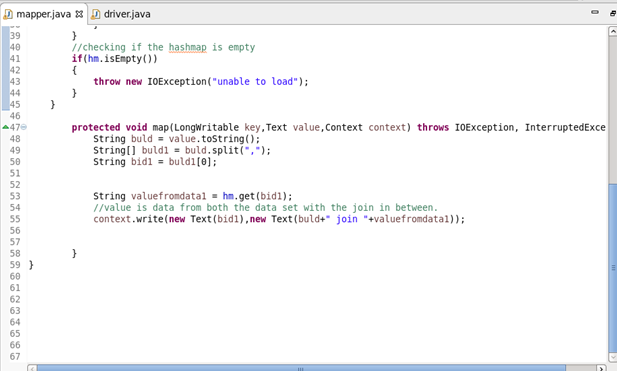 mapper.java driver.java
39 }
40 //checking if the hashmap is empty
41 if(hm.isEmpty())
42 {
43 throw new IOException("unable to load");
44 }
45 }
46
47 protected void map(LongWritable key,Text value,Context context) throws IOException, InterruptedExce
48 String buld = value.toString();
49 String[] buld1 = buld.split(",");
50 String bid1 = buld1[0];
51
52
53 String valuefromdata1 = hm.get(bid1);
54 //value is data from both the data set with the join in between.
55 context.write(new Text(bid1),new Text(buld+" join "+valuefromdata1));
56
57
58 }
59 }
60
61
62
63
64
65
66
67